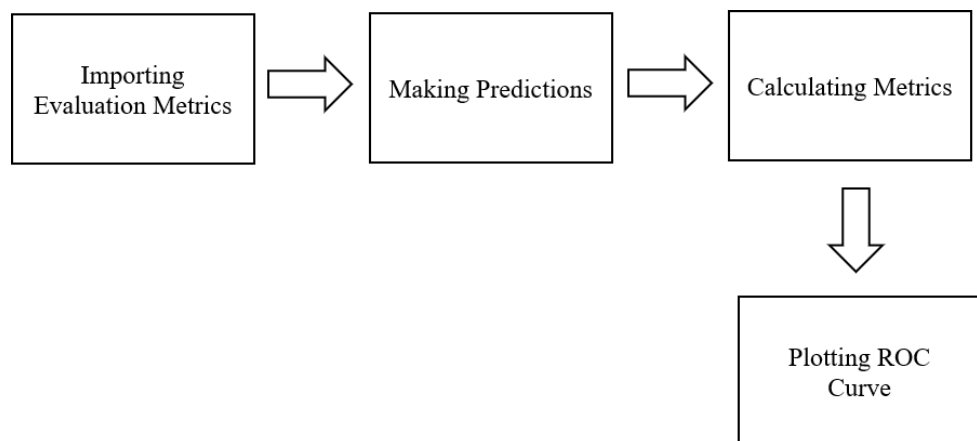 Importing
Evaluation Metrics
Making Predictions
Calculating Metrics
Plotting ROC
Curve